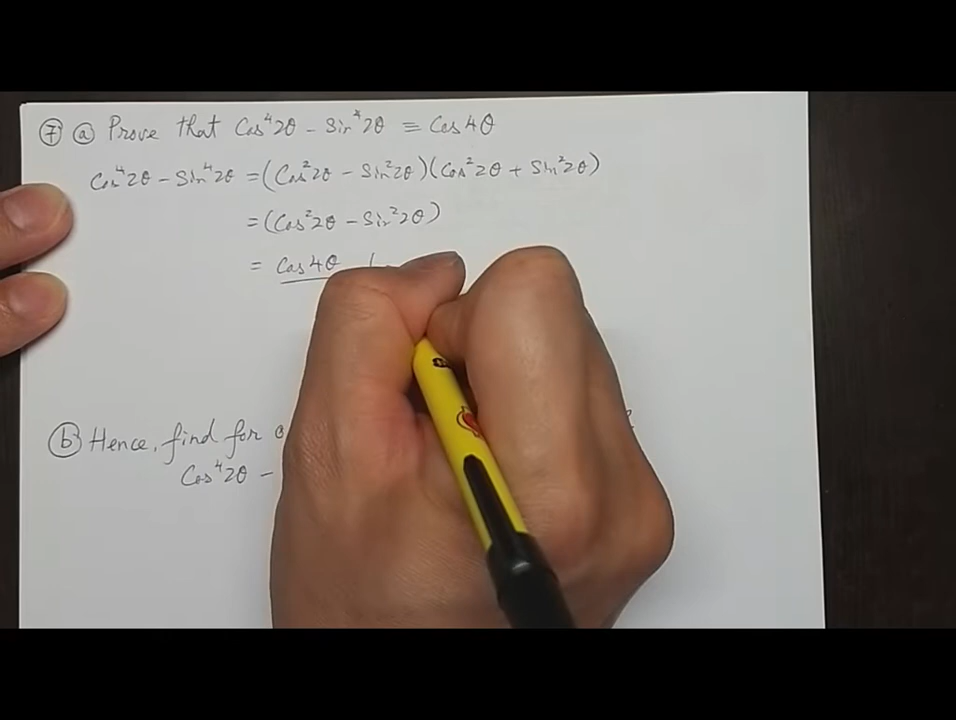 ⑦ ⓐ Prove that Cos⁴2θ - Sin⁴2θ ≡ Cos4θ
Cos⁴2θ - Sin⁴2θ = (Cos²2θ - Sin²2θ)(Cos²2θ + Sin²2θ)
= (Cos²2θ - Sin²2θ)
= Cos4θ
ⓑ Hence, find for
Cos⁴2θ -